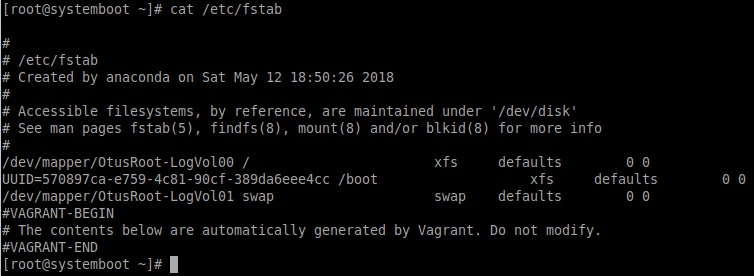 [root@systemboot ~]# cat /etc/fstab
#
# /etc/fstab
# Created by anaconda on Sat May 12 18:50:26 2018
#
# Accessible filesystems, by reference, are maintained under '/dev/disk'
# See man pages fstab(5), findfs(8), mount(8) and/or blkid(8) for more info
#
/dev/mapper/OtusRoot-LogVol00 /                       xfs     defaults        0 0
UUID=570897ca-e759-4c81-90cf-389da6eee4cc /boot                   xfs     defaults        0 0
/dev/mapper/OtusRoot-LogVol01 swap                    swap    defaults        0 0
#VAGRANT-BEGIN
# The contents below are automatically generated by Vagrant. Do not modify.
#VAGRANT-END
[root@systemboot ~]#